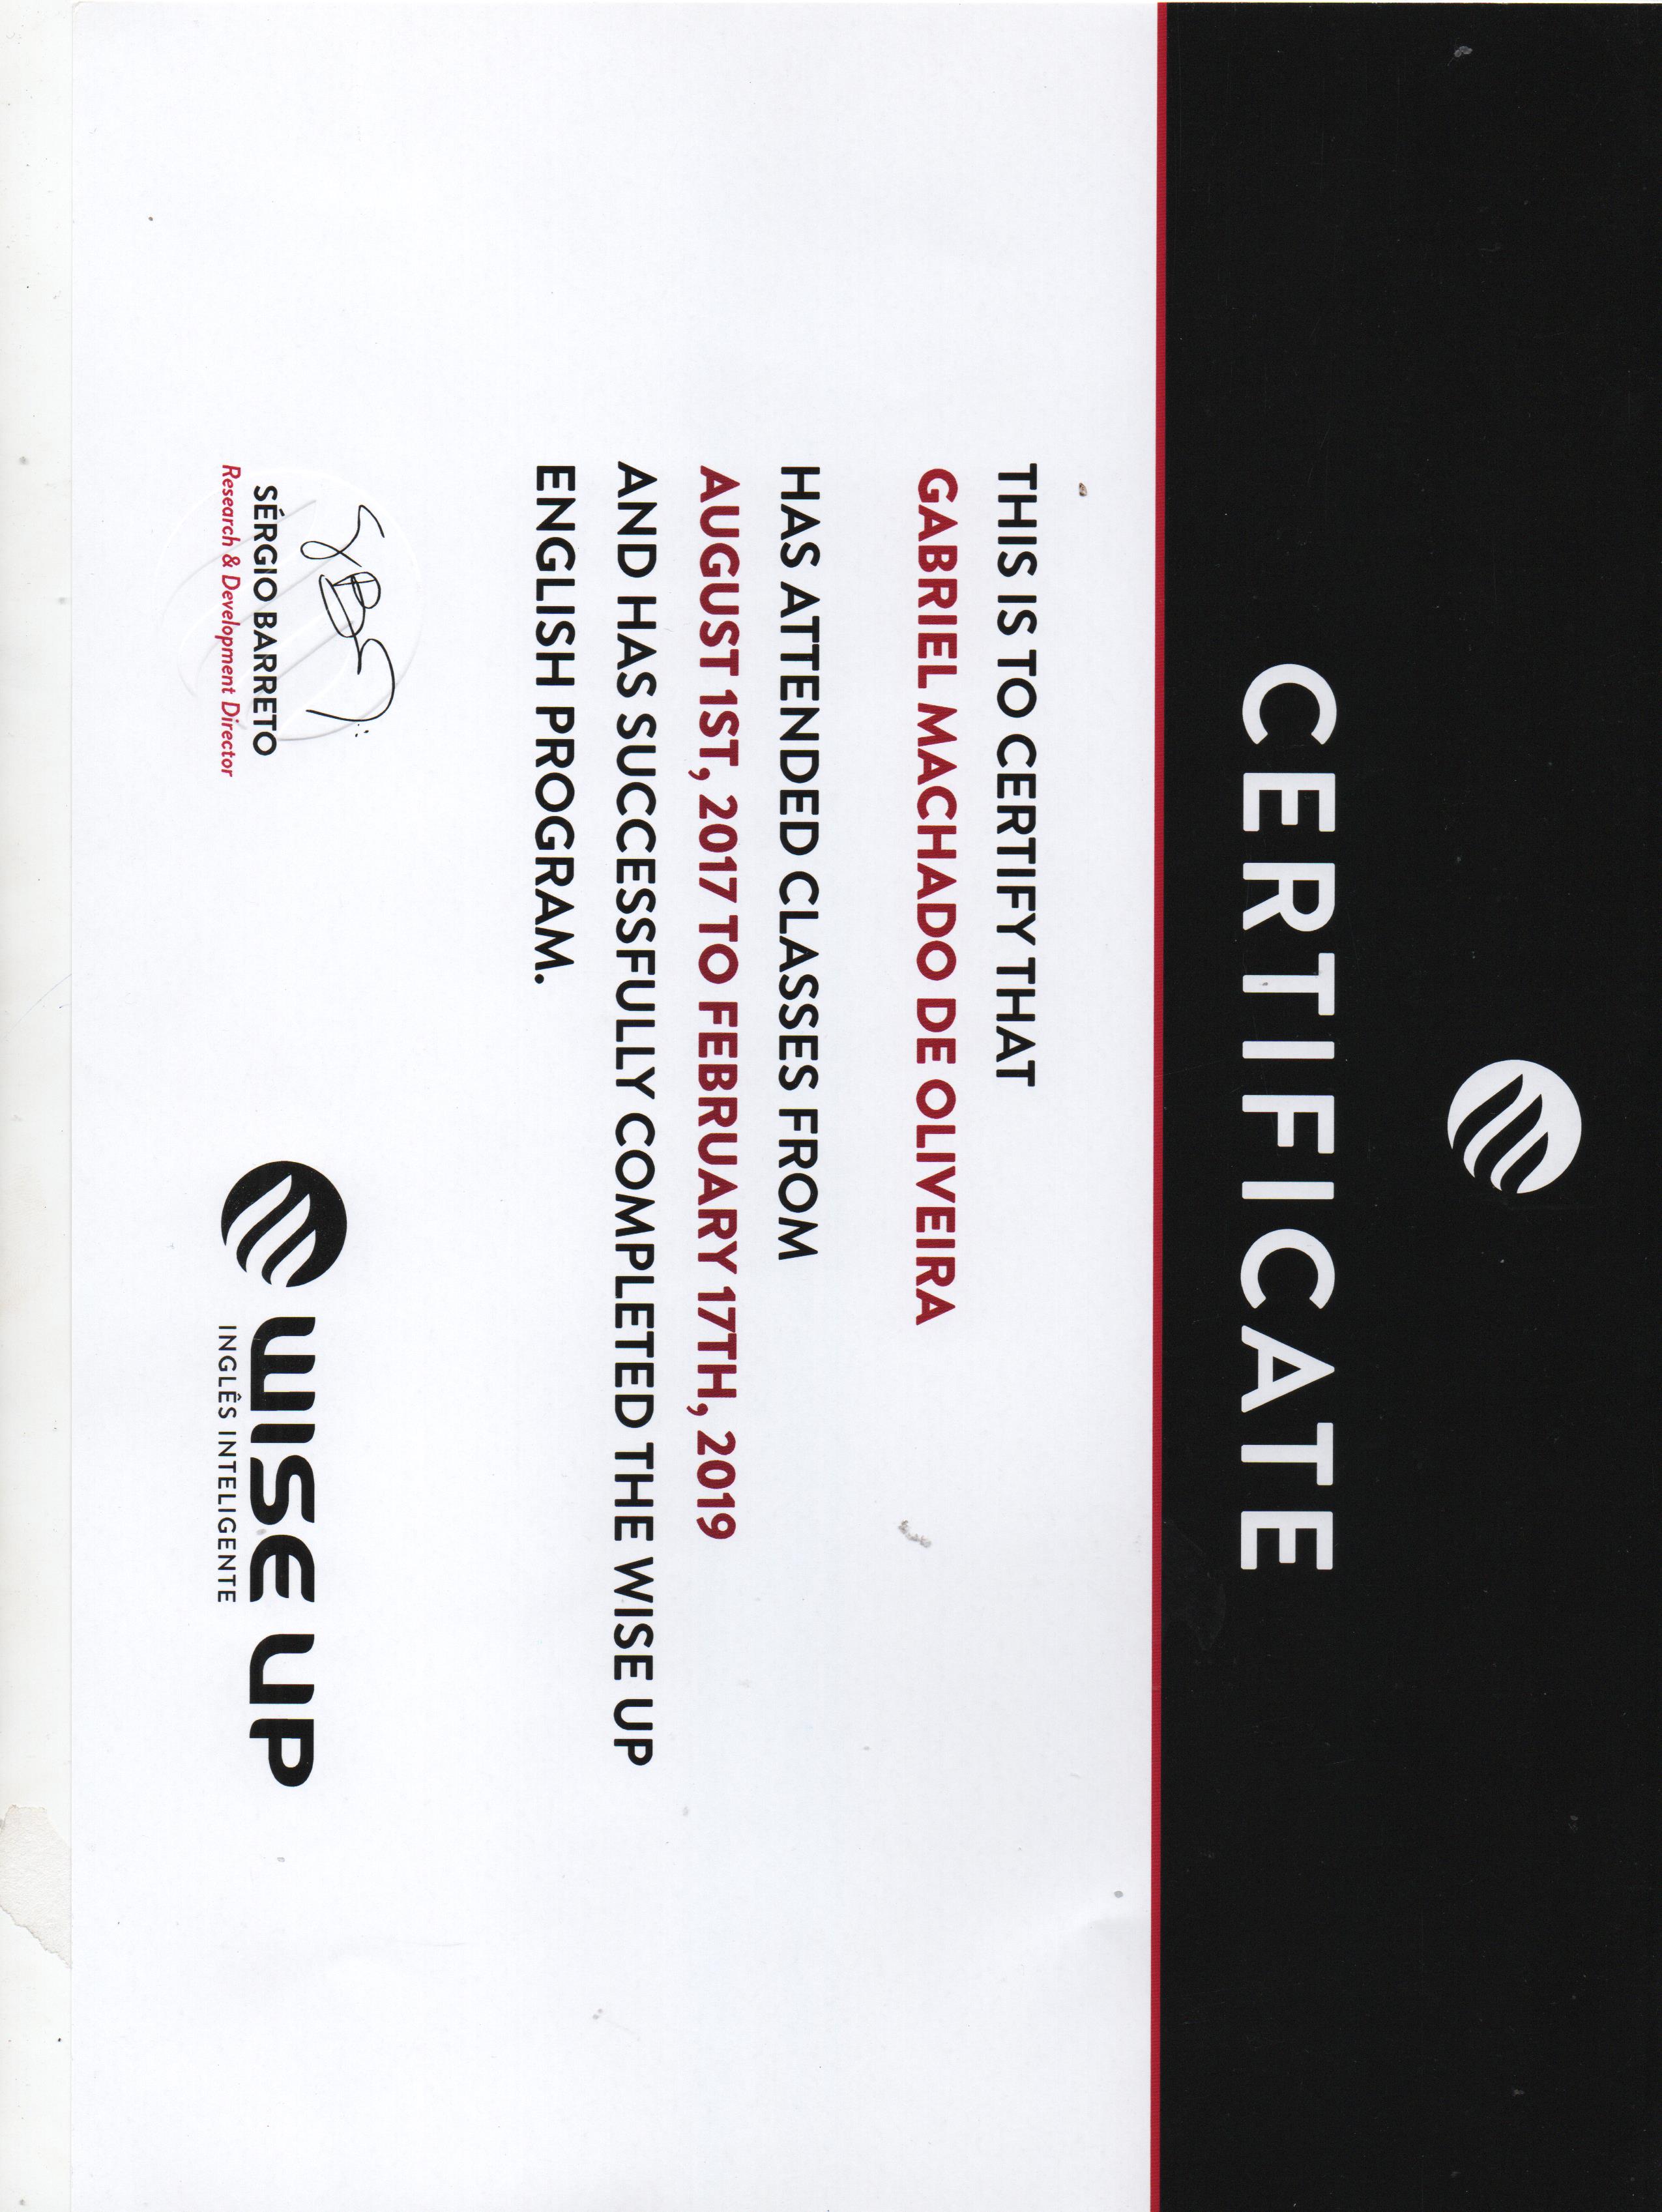 CERTIFICATE
THIS IS TO CERTIFY THAT
GABRIEL MACHADO DE OLIVEIRA
HAS ATTENDED CLASSES FROM
AUGUST 1ST, 2017 TO FEBRUARY 17TH, 2019
AND HAS SUCCESSFULLY COMPLETED THE WISE UP
ENGLISH PROGRAM.
SÉRGIO BARRETO
Research & Development Director
WISE UP
INGLÊS INTELIGENTE